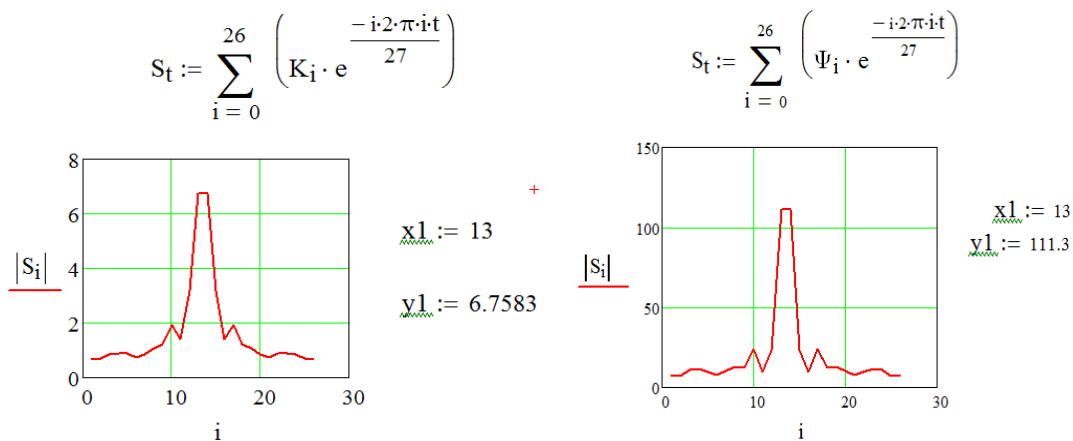 S_t := ∑_{i = 0}^{26} (K_i · e^{\frac{-i·2·π·i·t}{27}})
|S_i|
8
6
4
2
0
0 10 20 30
i
x1 := 13
y1 := 6.7583
+
S_t := ∑_{i = 0}^{26} (Ψ_i · e^{\frac{-i·2·π·i·t}{27}})
|S_i|
150
100
50
0
0 10 20 30
i
x1 := 13
y1 := 111.3